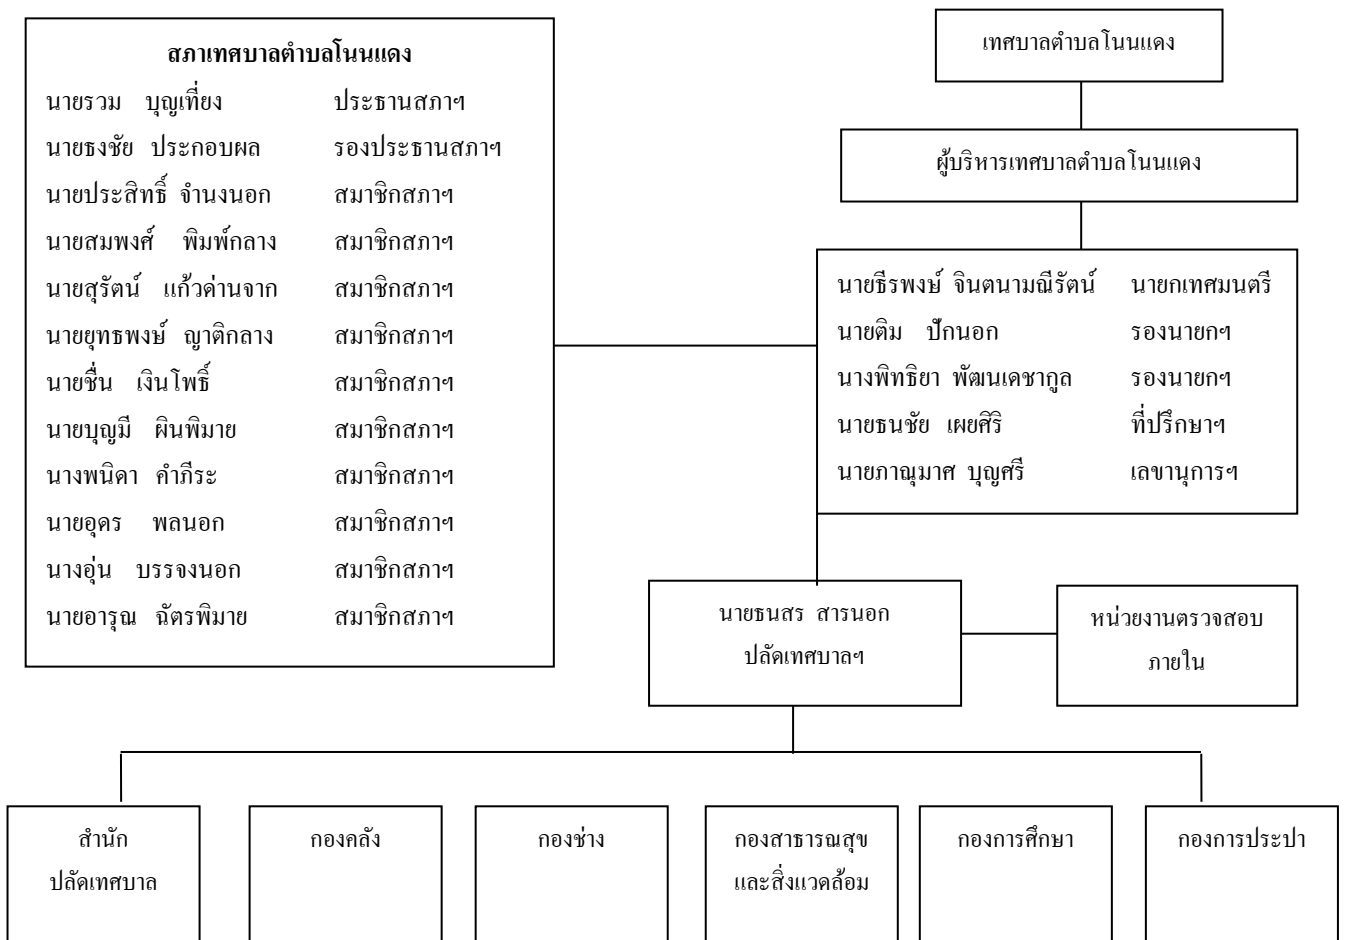 สภาเทศบาลตำบลโนนแดง
นายรวม บุญเที่ยง ประธานสภาฯ
นายธงชัย ประกอบผล รองประธานสภาฯ
นายประสิทธิ์ จำนงนอก สมาชิกสภาฯ
นายสมพงศ์ พิมพ์กลาง สมาชิกสภาฯ
นายสุรัตน์ แก้วด่านจาก สมาชิกสภาฯ
นายยุทธพงษ์ ญาติกลาง สมาชิกสภาฯ
นายชื่น เงินโพธิ์ สมาชิกสภาฯ
นายบุญมี ผินพิมาย สมาชิกสภาฯ
นางพนิดา คำภีระ สมาชิกสภาฯ
นายอุดร พลนอก สมาชิกสภาฯ
นางอุ่น บรรจงนอก สมาชิกสภาฯ
นายอารุณ ฉัตรพิมาย สมาชิกสภาฯ
เทศบาลตำบลโนนแดง
ผู้บริหารเทศบาลตำบลโนนแดง
นายธีรพงษ์ จินตนามณีรัตน์ นายกเทศมนตรี
นายติม ปักนอก รองนายกฯ
นางพิทธิยา พัฒนเดชากูล รองนายกฯ
นายธนชัย เผยศิริ ที่ปรึกษาฯ
นายภาณุมาศ บุญศรี เลขานุการฯ
นายธนสร สารนอก
ปลัดเทศบาลฯ
หน่วยงานตรวจสอบ
ภายใน
สำนัก
ปลัดเทศบาล
กองคลัง
กองช่าง
กองสาธารณสุข
และสิ่งแวดล้อม
กองการศึกษา
กองการประปา